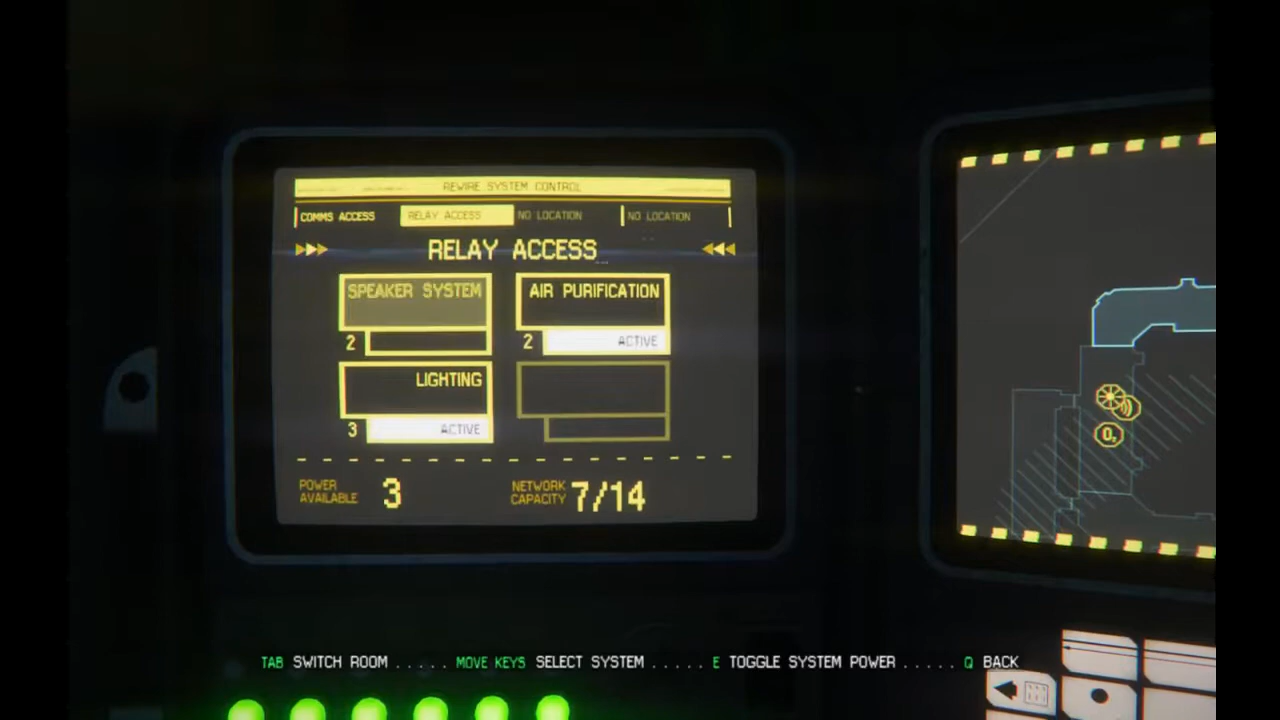 REWIRE SYSTEM CONTROL
COMMS ACCESS RELAY ACCESS NO LOCATION NO LOCATION
RELAY ACCESS
SPEAKER SYSTEM AIR PURIFICATION
2 2 ACTIVE
LIGHTING
3 ACTIVE
POWER AVAILABLE 3 NETWORK CAPACITY 7/14
O₂
TAB SWITCH ROOM ..... MOVE KEYS SELECT SYSTEM ..... E TOGGLE SYSTEM POWER ..... Q BACK